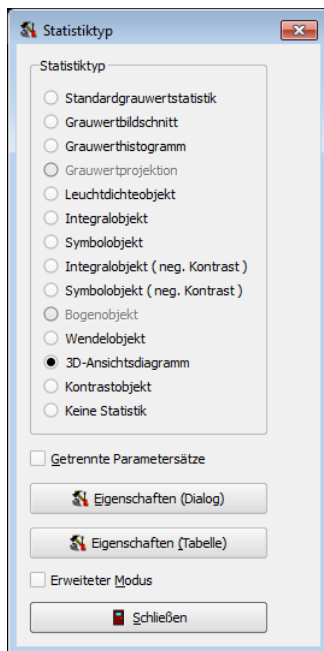 Statistiktyp
Statistiktyp
Standardgrauwertstatistik
Grauwertbildschnitt
Grauwerthistogramm
Grauwertprojektion
Leuchtdichteobjekt
Integralobjekt
Symbolobjekt
Integralobjekt ( neg. Kontrast )
Symbolobjekt ( neg. Kontrast )
Bogenobjekt
Wendelobjekt
3D-Ansichtsdiagramm
Kontrastobjekt
Keine Statistik
Getrennte Parametersätze
Eigenschaften (Dialog)
Eigenschaften (Tabelle)
Erweiteter Modus
Schließen